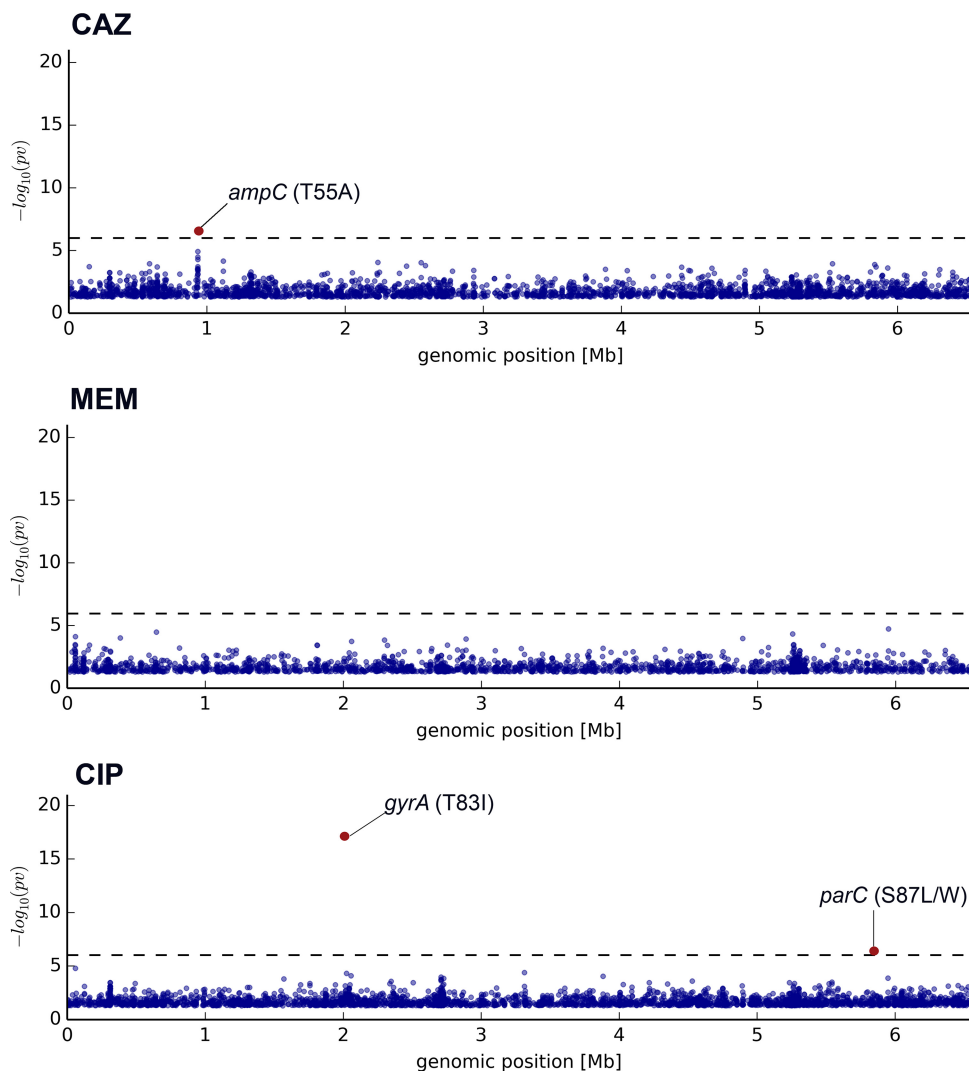 CAZ
20
15
10
5
0
−log10(pv)
ampC (T55A)
0 1 2 3 4 5 6
genomic position [Mb]
MEM
20
15
10
5
0
−log10(pv)
0 1 2 3 4 5 6
genomic position [Mb]
CIP
20
15
10
5
0
−log10(pv)
gyrA (T83I)
parC (S87L/W)
0 1 2 3 4 5 6
genomic position [Mb]